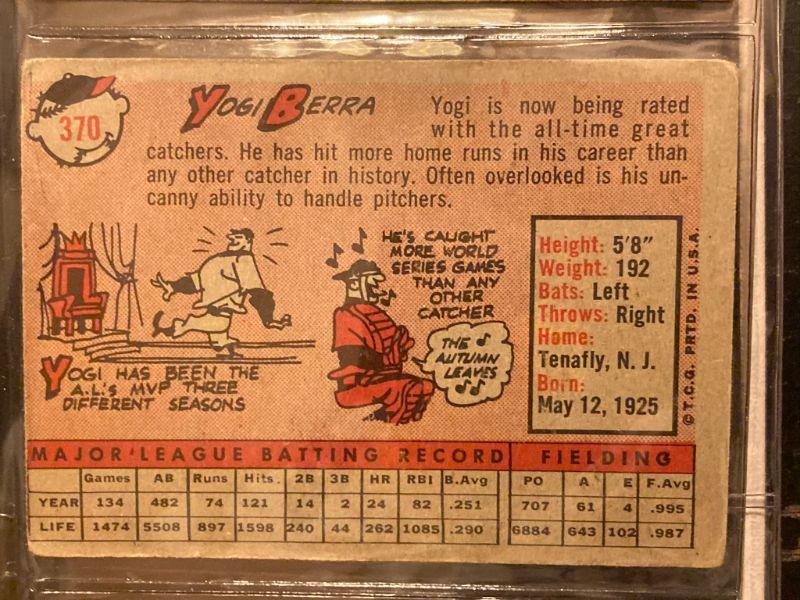 370
YOGI BERRA
Yogi is now being rated
with the all-time great
catchers. He has hit more home runs in his career than
any other catcher in history. Often overlooked is his un-
canny ability to handle pitchers.
YOGI HAS BEEN THE
A.L.'s MVP THREE
DIFFERENT SEASONS
HE'S CAUGHT
MORE WORLD
SERIES GAMES
THAN ANY
OTHER
CATCHER
THE
AUTUMN
LEAVES
Height: 5'8"
Weight: 192
Bats: Left
Throws: Right
Home:
Tenafly, N. J.
Born:
May 12, 1925
© T.C.G. PRTD. IN U.S.A.
MAJOR LEAGUE BATTING RECORD FIELDING
Games AB Runs Hits. 2B 3B HR RBI B.Avg PO A E F.Avg
YEAR 134 482 74 121 14 2 24 82 .251 707 61 4 .995
LIFE 1474 5508 897 1598 240 44 262 1085 .290 6884 643 102 .987